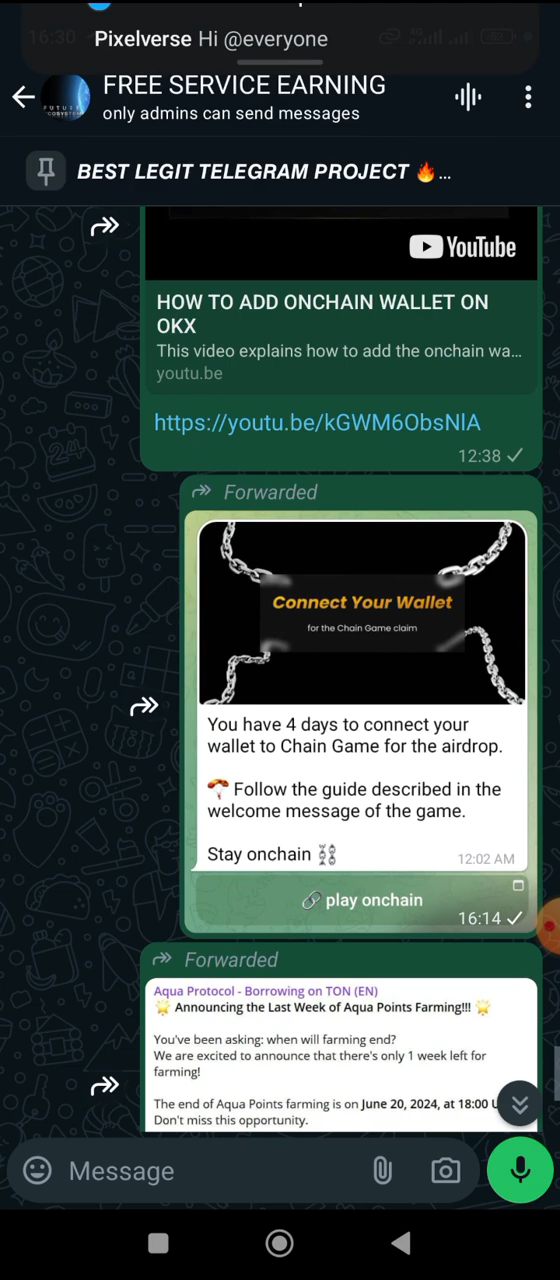 16:30 Pixelverse Hi @everyone
FREE SERVICE EARNING
only admins can send messages
BEST LEGIT TELEGRAM PROJECT 🔥...
YouTube
HOW TO ADD ONCHAIN WALLET ON
OKX
This video explains how to add the onchain wa...
youtu.be
https://youtu.be/kGWM6ObsNlA
12:38
Forwarded
Connect Your Wallet
for the Chain Game claim
You have 4 days to connect your
wallet to Chain Game for the airdrop.
🪂 Follow the guide described in the
welcome message of the game.
Stay onchain ⛓️
12:02 AM
🔗 play onchain
16:14
Forwarded
Aqua Protocol - Borrowing on TON (EN)
🌟 Announcing the Last Week of Aqua Points Farming!!! 🌟
You've been asking: when will farming end?
We are excited to announce that there's only 1 week left for
farming!
The end of Aqua Points farming is on June 20, 2024, at 18:00 U
Don't miss this opportunity.
Message